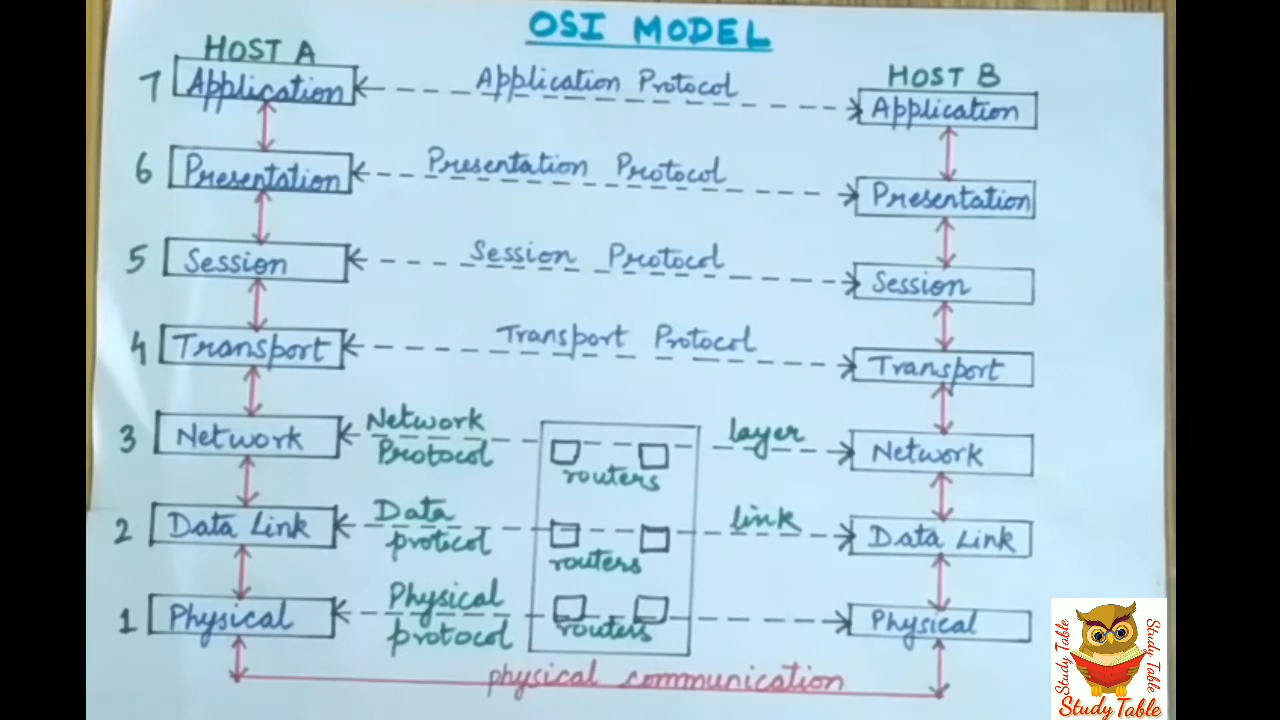 OSI MODEL
HOST A
HOST B
7 Application
Application Protocol
Application
6 Presentation
Presentation Protocol
Presentation
5 Session
Session Protocol
Session
4 Transport
Transport Protocol
Transport
3 Network
Network
Protocol
routers
layer
Network
2 Data Link
Data
proticol
routers
link
Data Link
1 Physical
Physical
protocol
routers
Physical
physical communication
Study Table
Study Table
Study Table